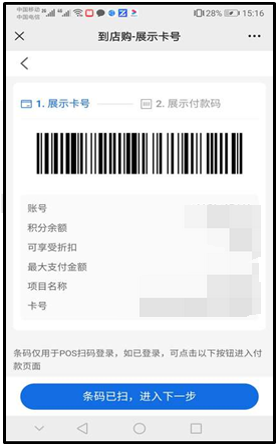 中国移动
中国电信
28% 15:16
到店购-展示卡号
1. 展示卡号
2. 展示付款码
账号
积分余额
可享受折扣
最大支付金额
项目名称
卡号
条码仅用于POS扫码登录，如已登录，可点击以下按钮进入付
款页面
条码已扫，进入下一步